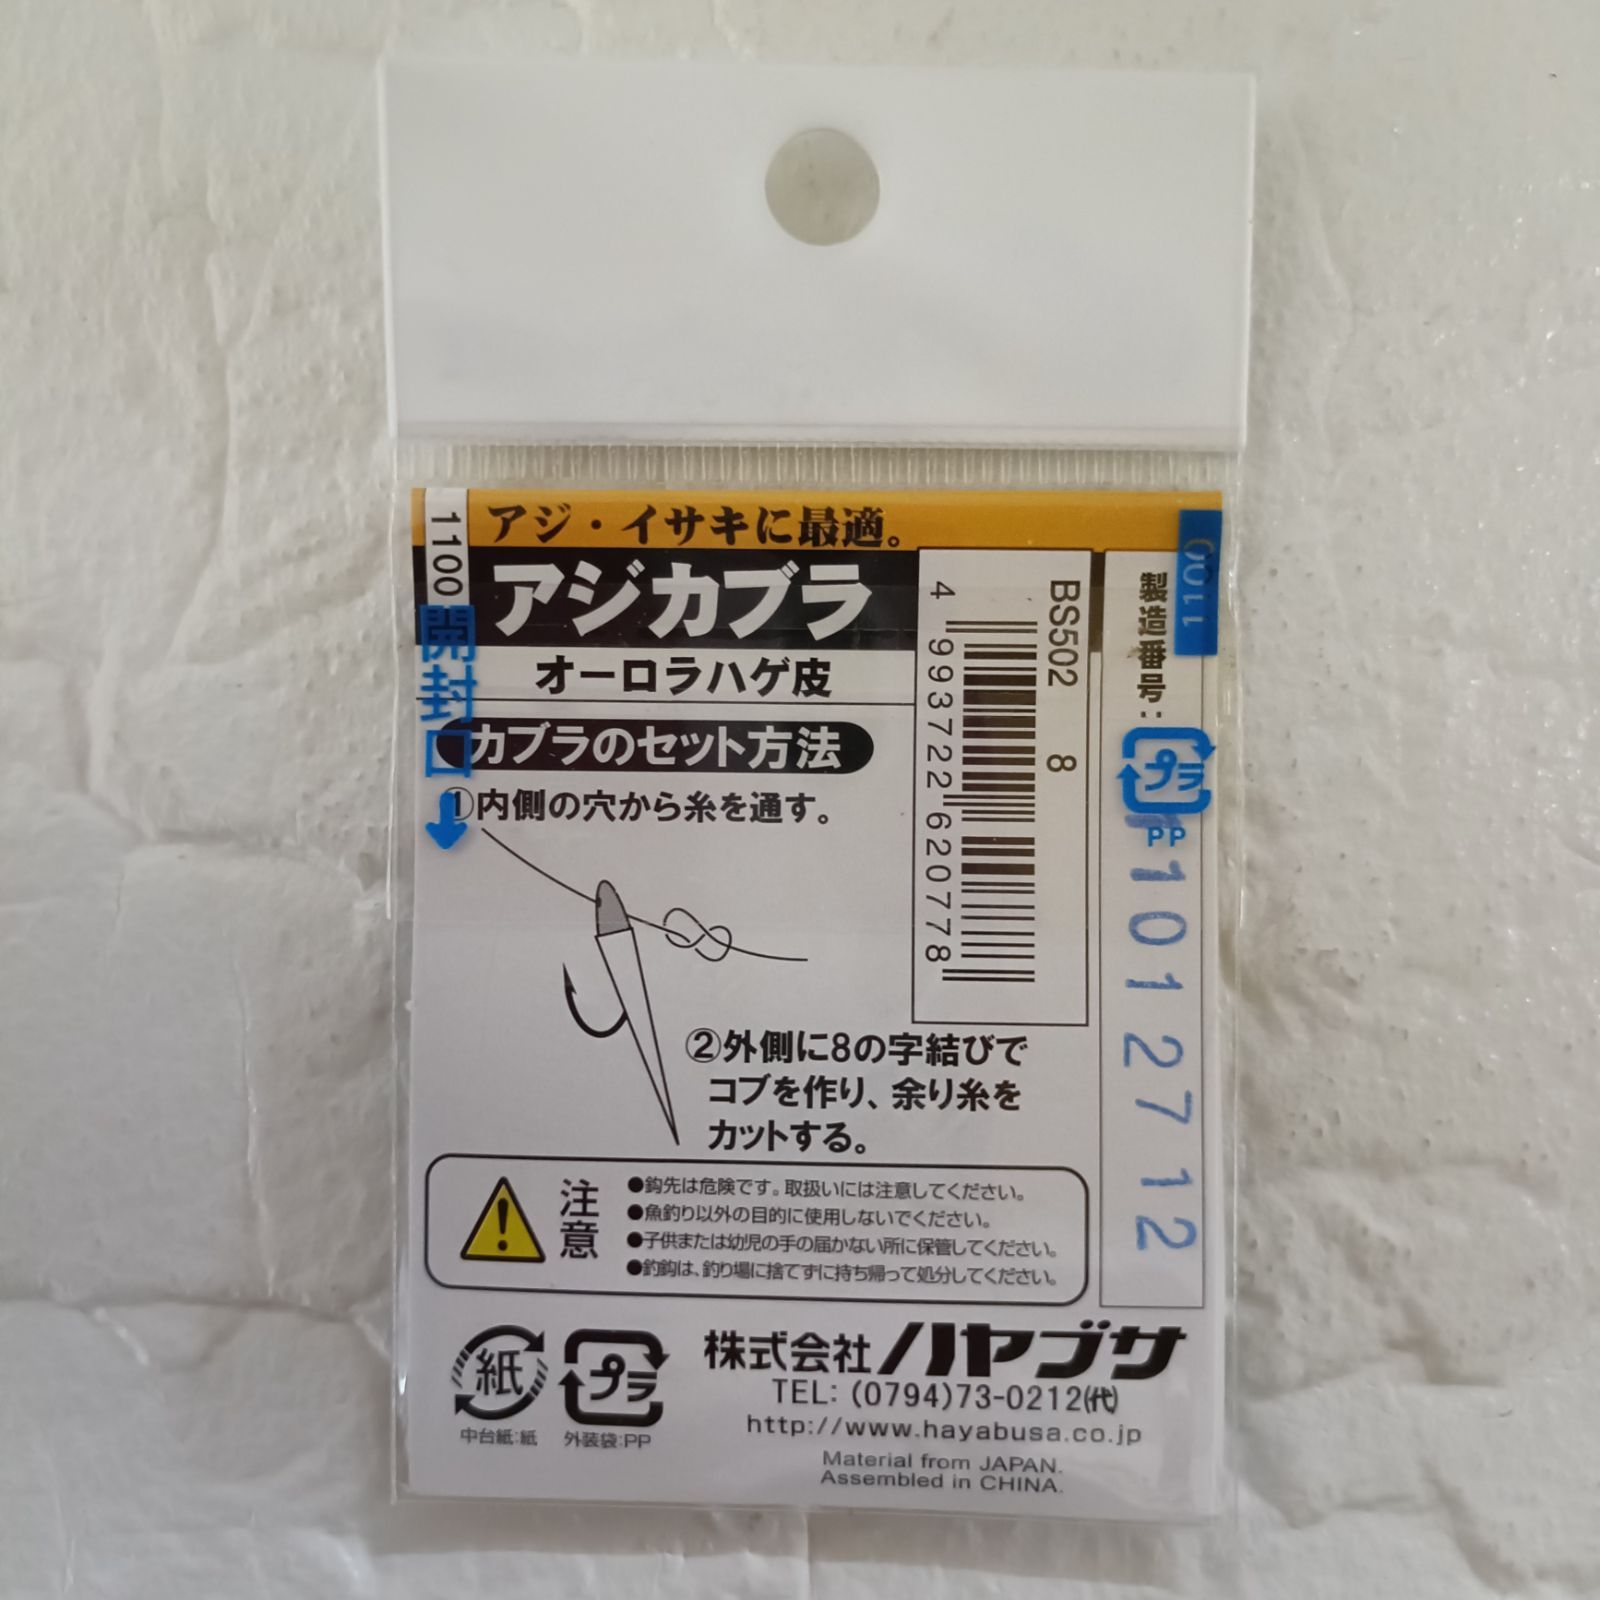 1100
アジ・イサキに最適。
アジカブラ
オーロラハゲ皮
開封口
カブラのセット方法
①内側の穴から糸を通す。
②外側に8の字結びで
コブを作り、余り糸を
カットする。
BS502 8
4 993722 620778
0011
製造番号:
プラ
PP
101 27 12
注意
●鈎先は危険です。取扱いには注意してください。
●魚釣り以外の目的に使用しないでください。
●子供または幼児の手の届かない所に保管してください。
●釣鈎は、釣り場に捨てずに持ち帰って処分してください。
紙
中台紙:紙
プラ
外装袋:PP
株式会社ハヤブサ
TEL: (0794)73-0212(代)
http://www.hayabusa.co.jp
Material from JAPAN.
Assembled in CHINA.